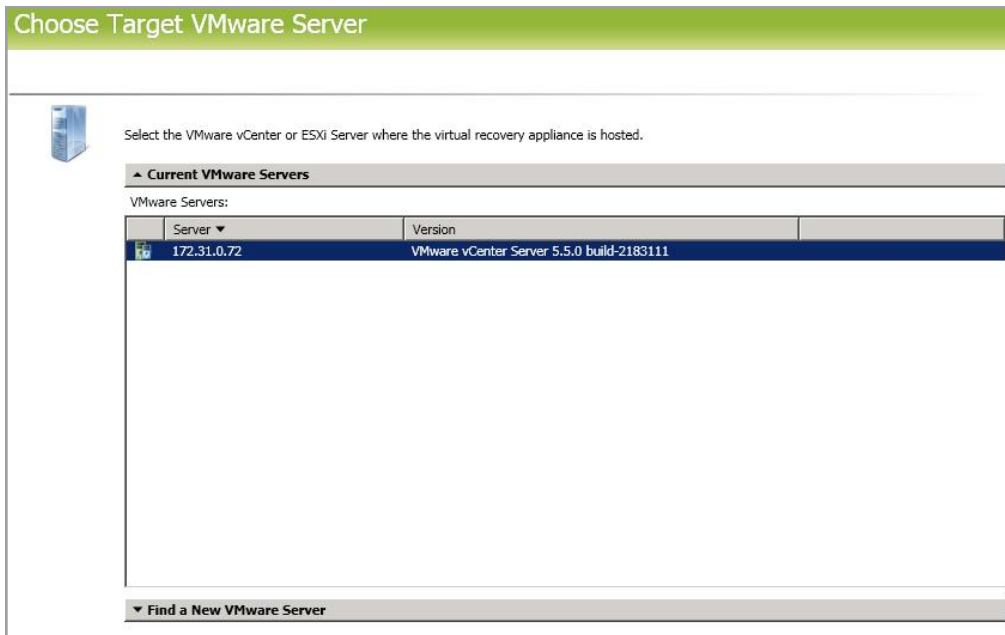 Choose Target VMware Server
Select the VMware vCenter or ESXi Server where the virtual recovery appliance is hosted.
Current VMware Servers
VMware Servers:
Server Version
172.31.0.72 VMware vCenter Server 5.5.0 build-2183111
Find a New VMware Server